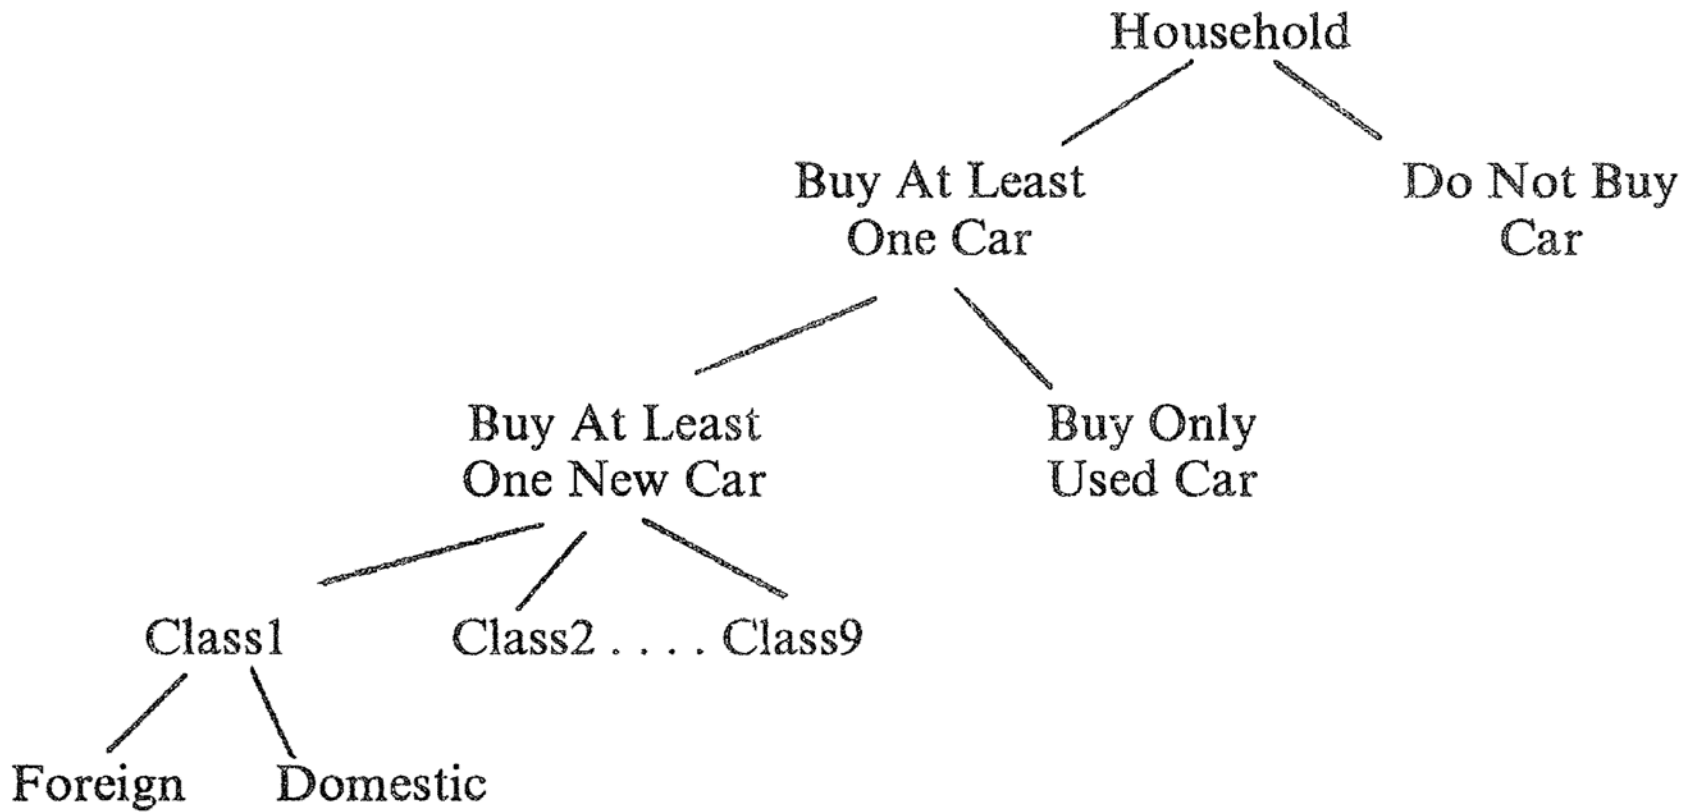 Household
Buy At Least
One Car
Do Not Buy
Car
Buy At Least
One New Car
Buy Only
Used Car
Class1
Class2 . . . . Class9
Foreign
Domestic